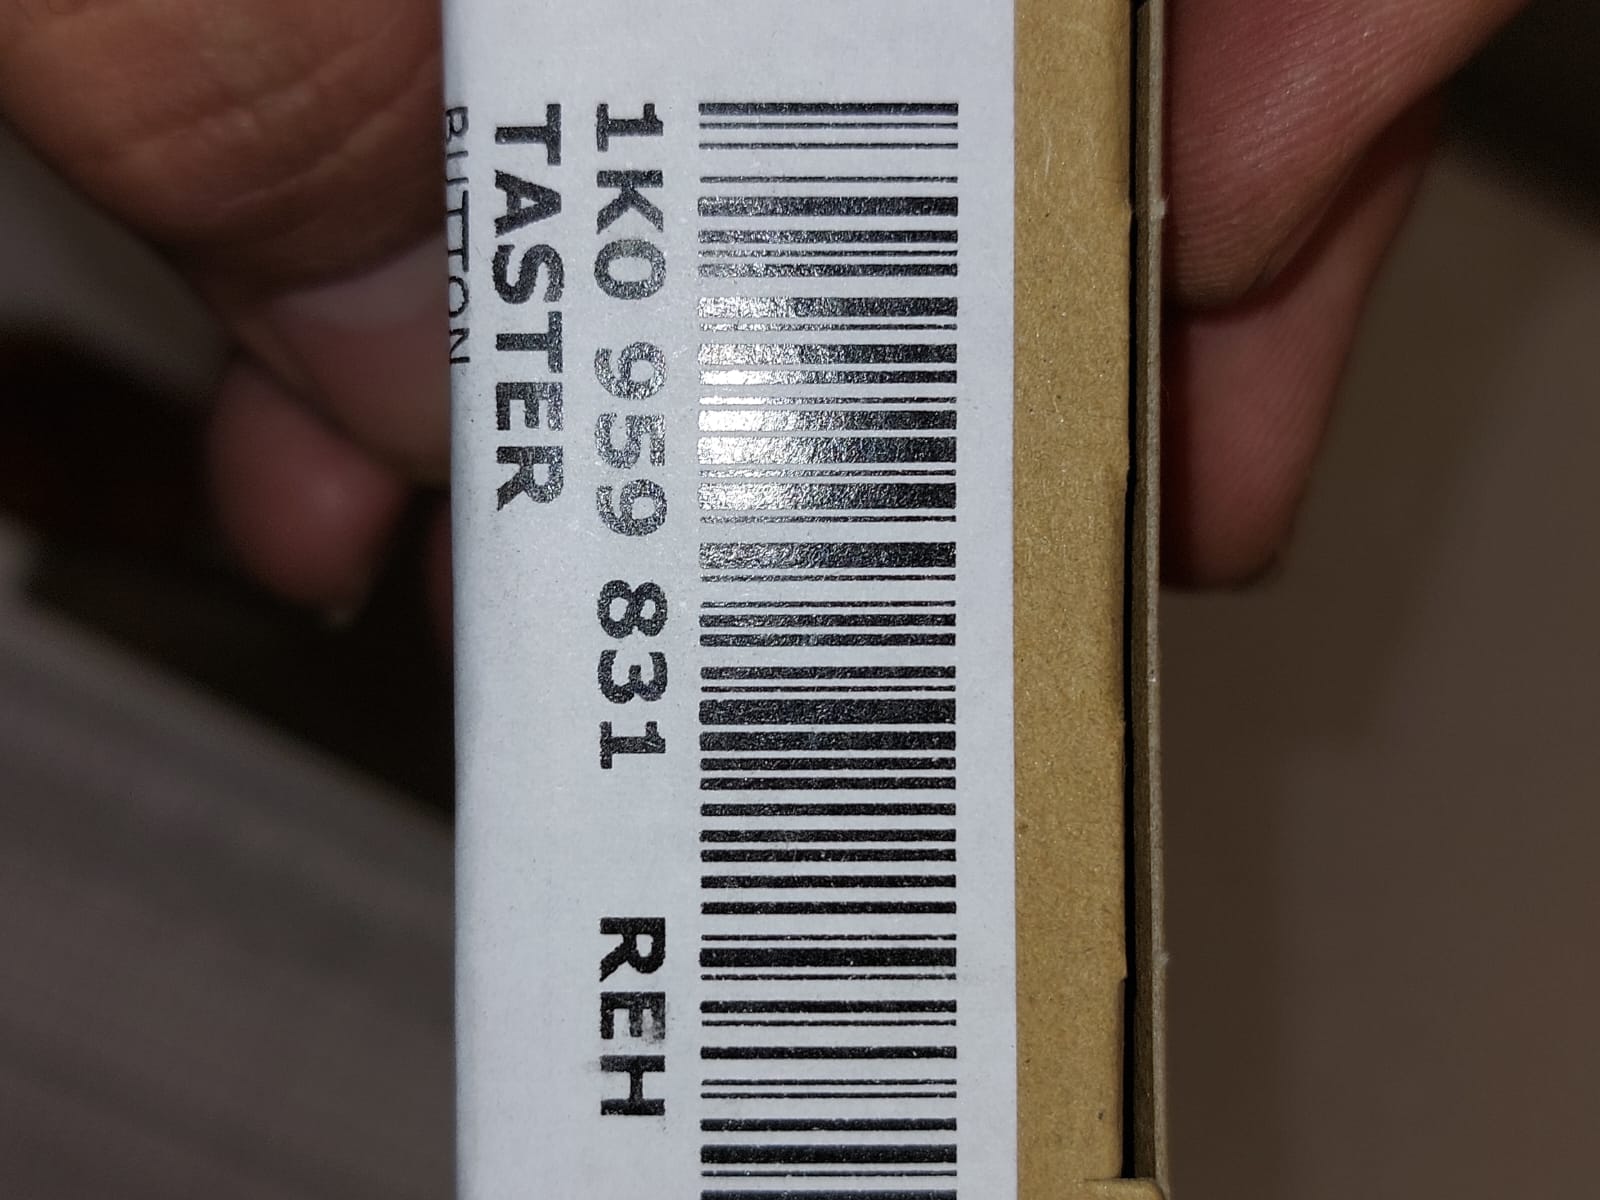 1K0 959 831 REH
TASTER
BUTTON